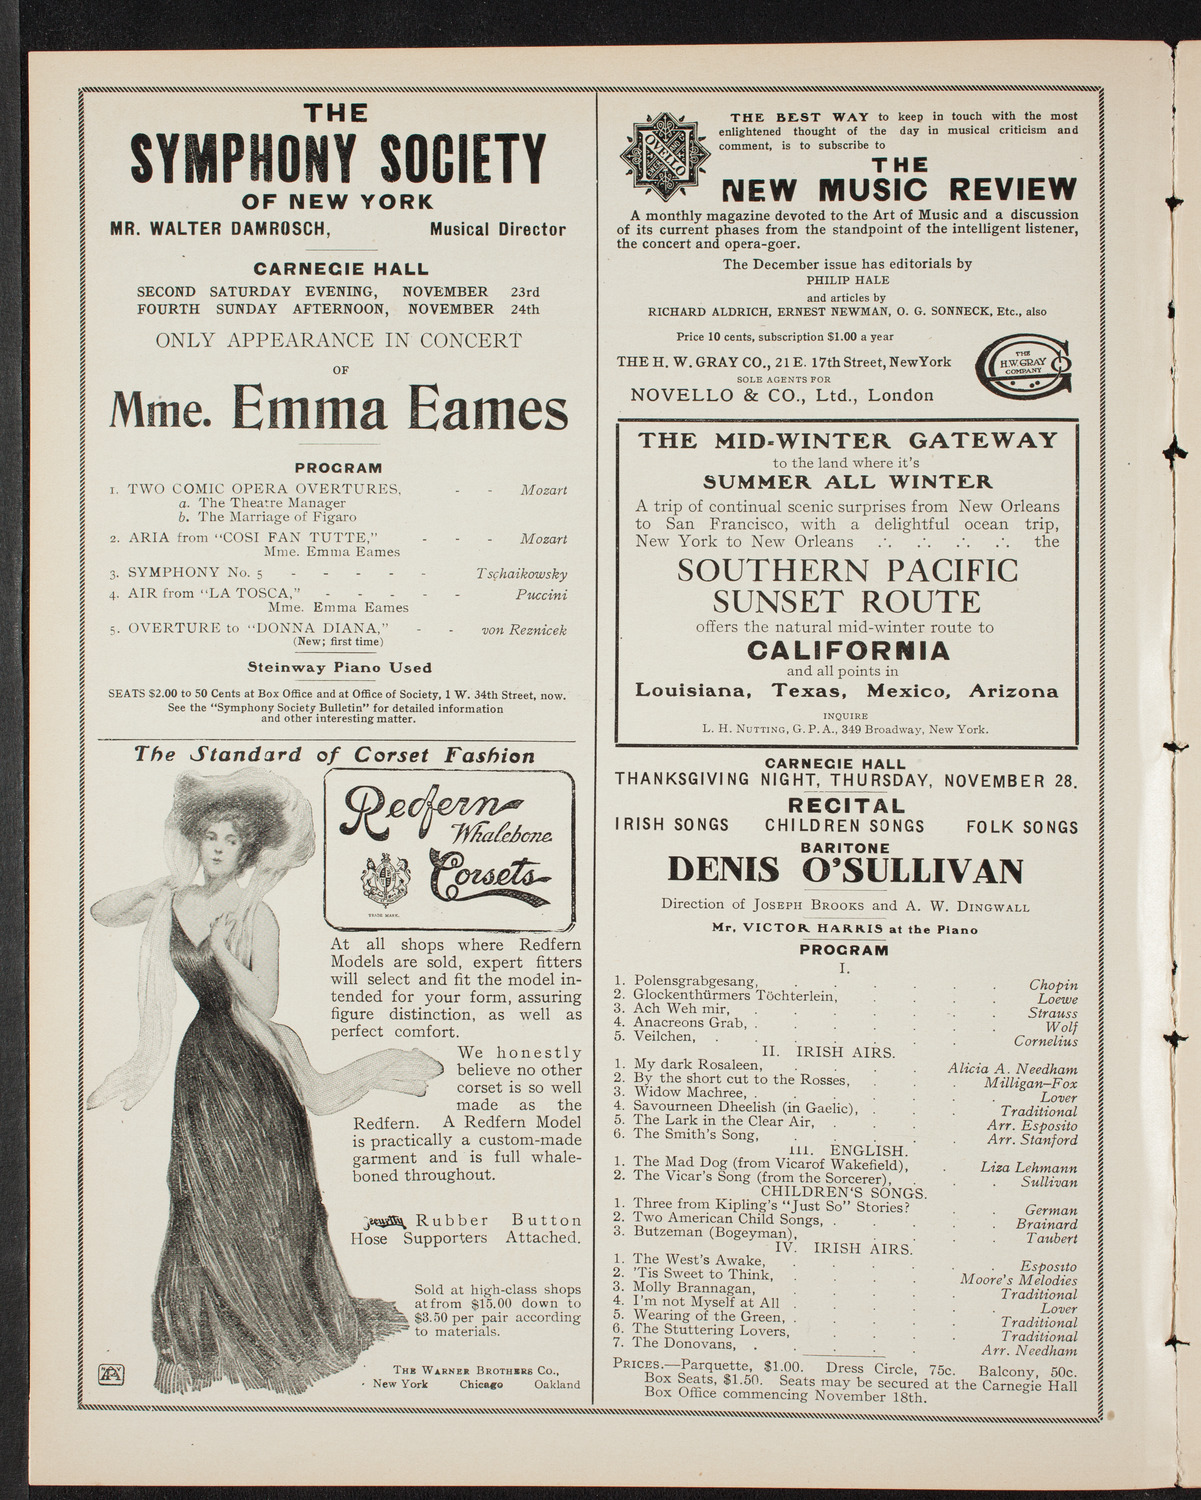 THE
SYMPHONY SOCIETY
OF NEW YORK
MR. WALTER DAMROSCH, Musical Director
CARNEGIE HALL
SECOND SATURDAY EVENING, NOVEMBER 23rd
FOURTH SUNDAY AFTERNOON, NOVEMBER 24th
ONLY APPEARANCE IN CONCERT
OF
Mme. Emma Eames
PROGRAM
1. TWO COMIC OPERA OVERTURES, - - Mozart
a. The Theatre Manager
b. The Marriage of Figaro
2. ARIA from "COSI FAN TUTTE," - - - Mozart
Mme. Emma Eames
3. SYMPHONY No. 5 - - - - - Tschaikowsky
4. AIR from "LA TOSCA," - - - - - Puccini
Mme. Emma Eames
5. OVERTURE to "DONNA DIANA," - - von Reznicek
(New; first time)
Steinway Piano Used
SEATS $2.00 to 50 Cents at Box Office and at Office of Society, 1 W. 34th Street, now.
See the "Symphony Society Bulletin" for detailed information
and other interesting matter.
The Standard of Corset Fashion
Redfern
Whalebone
Corsets
TRADE MARK.
At all shops where Redfern
Models are sold, expert fitters
will select and fit the model in-
tended for your form, assuring
figure distinction, as well as
perfect comfort.
We honestly
believe no other
corset is so well
made as the
Redfern. A Redfern Model
is practically a custom-made
garment and is full whale-
boned throughout.
Security Rubber Button
Hose Supporters Attached.
Sold at high-class shops
at from $15.00 down to
$3.50 per pair according
to materials.
THE WARNER BROTHERS CO.,
New York Chicago Oakland
NOVELLO
THE BEST WAY to keep in touch with the most
enlightened thought of the day in musical criticism and
comment, is to subscribe to
THE
NEW MUSIC REVIEW
A monthly magazine devoted to the Art of Music and a discussion
of its current phases from the standpoint of the intelligent listener,
the concert and opera-goer.
The December issue has editorials by
PHILIP HALE
and articles by
RICHARD ALDRICH, ERNEST NEWMAN, O. G. SONNECK, Etc., also
Price 10 cents, subscription $1.00 a year
THE H. W. GRAY CO., 21 E. 17th Street, NewYork
SOLE AGENTS FOR
NOVELLO & CO., Ltd., London
THE
H.W. GRAY
COMPANY
THE MID-WINTER GATEWAY
to the land where it's
SUMMER ALL WINTER
A trip of continual scenic surprises from New Orleans
to San Francisco, with a delightful ocean trip,
New York to New Orleans ∴ ∴ ∴ ∴ the
SOUTHERN PACIFIC
SUNSET ROUTE
offers the natural mid-winter route to
CALIFORNIA
and all points in
Louisiana, Texas, Mexico, Arizona
INQUIRE
L. H. NUTTING, G. P. A., 349 Broadway, New York.
CARNEGIE HALL
THANKSGIVING NIGHT, THURSDAY, NOVEMBER 28.
RECITAL
IRISH SONGS CHILDREN SONGS FOLK SONGS
BARITONE
DENIS O'SULLIVAN
Direction of JOSEPH BROOKS and A. W. DINGWALL
Mr. VICTOR HARRIS at the Piano
PROGRAM
I.
1. Polensgrabgesang, . . . . . . Chopin
2. Glockenthürmers Töchterlein, . . . . Loewe
3. Ach Weh mir, . . . . . . . Strauss
4. Anacreons Grab, . . . . . . . Wolf
5. Veilchen, . . . . . . . Cornelius
II. IRISH AIRS.
1. My dark Rosaleen, . . . . Alicia A. Needham
2. By the short cut to the Rosses, . . . Milligan-Fox
3. Widow Machree, . . . . . . . Lover
4. Savourneen Dheelish (in Gaelic), . . . Traditional
5. The Lark in the Clear Air, . . . . Arr. Esposito
6. The Smith's Song, . . . . . Arr. Stanford
III. ENGLISH.
1. The Mad Dog (from Vicarof Wakefield), . Liza Lehmann
2. The Vicar's Song (from the Sorcerer), . . . Sullivan
CHILDREN'S SONGS.
1. Three from Kipling's "Just So" Stories? . . German
2. Two American Child Songs, . . . . Brainard
3. Butzeman (Bogeyman), . . . . . Taubert
IV. IRISH AIRS.
1. The West's Awake, . . . . . . Esposito
2. 'Tis Sweet to Think, . . . . Moore's Melodies
3. Molly Brannagan, . . . . . Traditional
4. I'm not Myself at All . . . . . . Lover
5. Wearing of the Green, . . . . . Traditional
6. The Stuttering Lovers, . . . . . Traditional
7. The Donovans, . . . . . Arr. Needham
PRICES.—Parquette, $1.00. Dress Circle, 75c. Balcony, 50c.
Box Seats, $1.50. Seats may be secured at the Carnegie Hall
Box Office commencing November 18th.